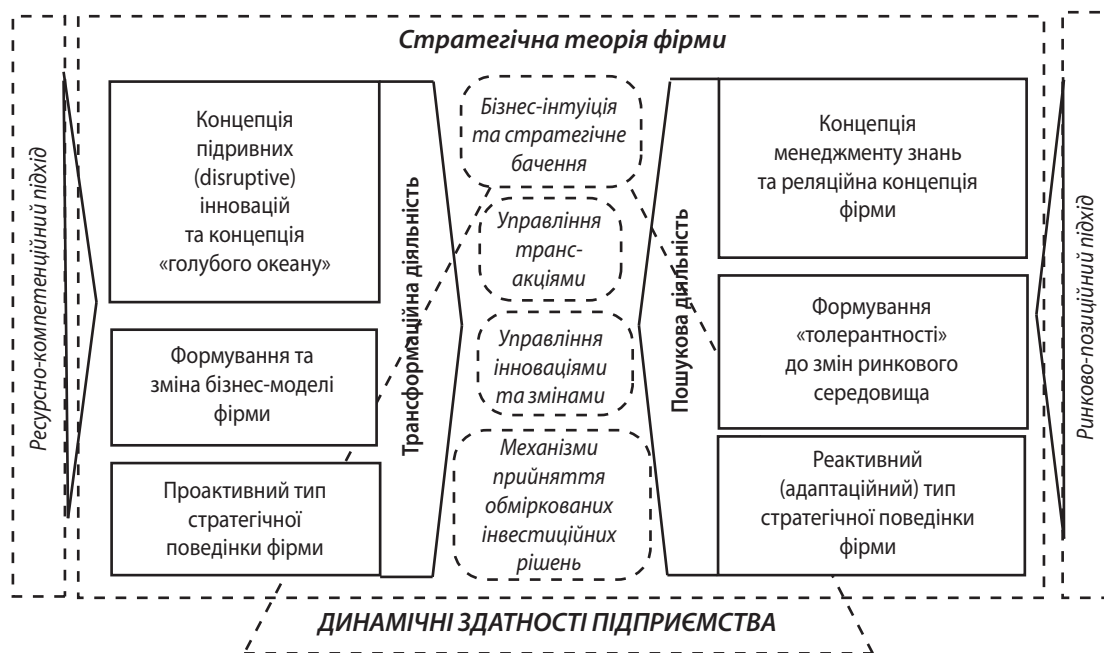 Стратегічна теорія фірми
Ресурсно-компетенційний підхід
Концепція
підривних
(disruptive)
інновацій
та концепція
«голубого океану»
Формування та
зміна бізнес-моделі
фірми
Проактивний тип
стратегічної
поведінки фірми
Трансформаційна діяльність
Бізнес-інтуіція
та стратегічне
бачення
Управління
транс-
акціями
Управління
інноваціями
та змінами
Механізми
прийняття
обміркованих
інвестиційних
рішень
Пошукова діяльність
Концепція
менеджменту знань
та реляційна концепція
фірми
Формування
«толерантності»
до змін ринкового
середовища
Реактивний
(адаптаційний) тип
стратегічної поведінки
фірми
Ринково-позиційний підхід
ДИНАМІЧНІ ЗДАТНОСТІ ПІДПРИЄМСТВА